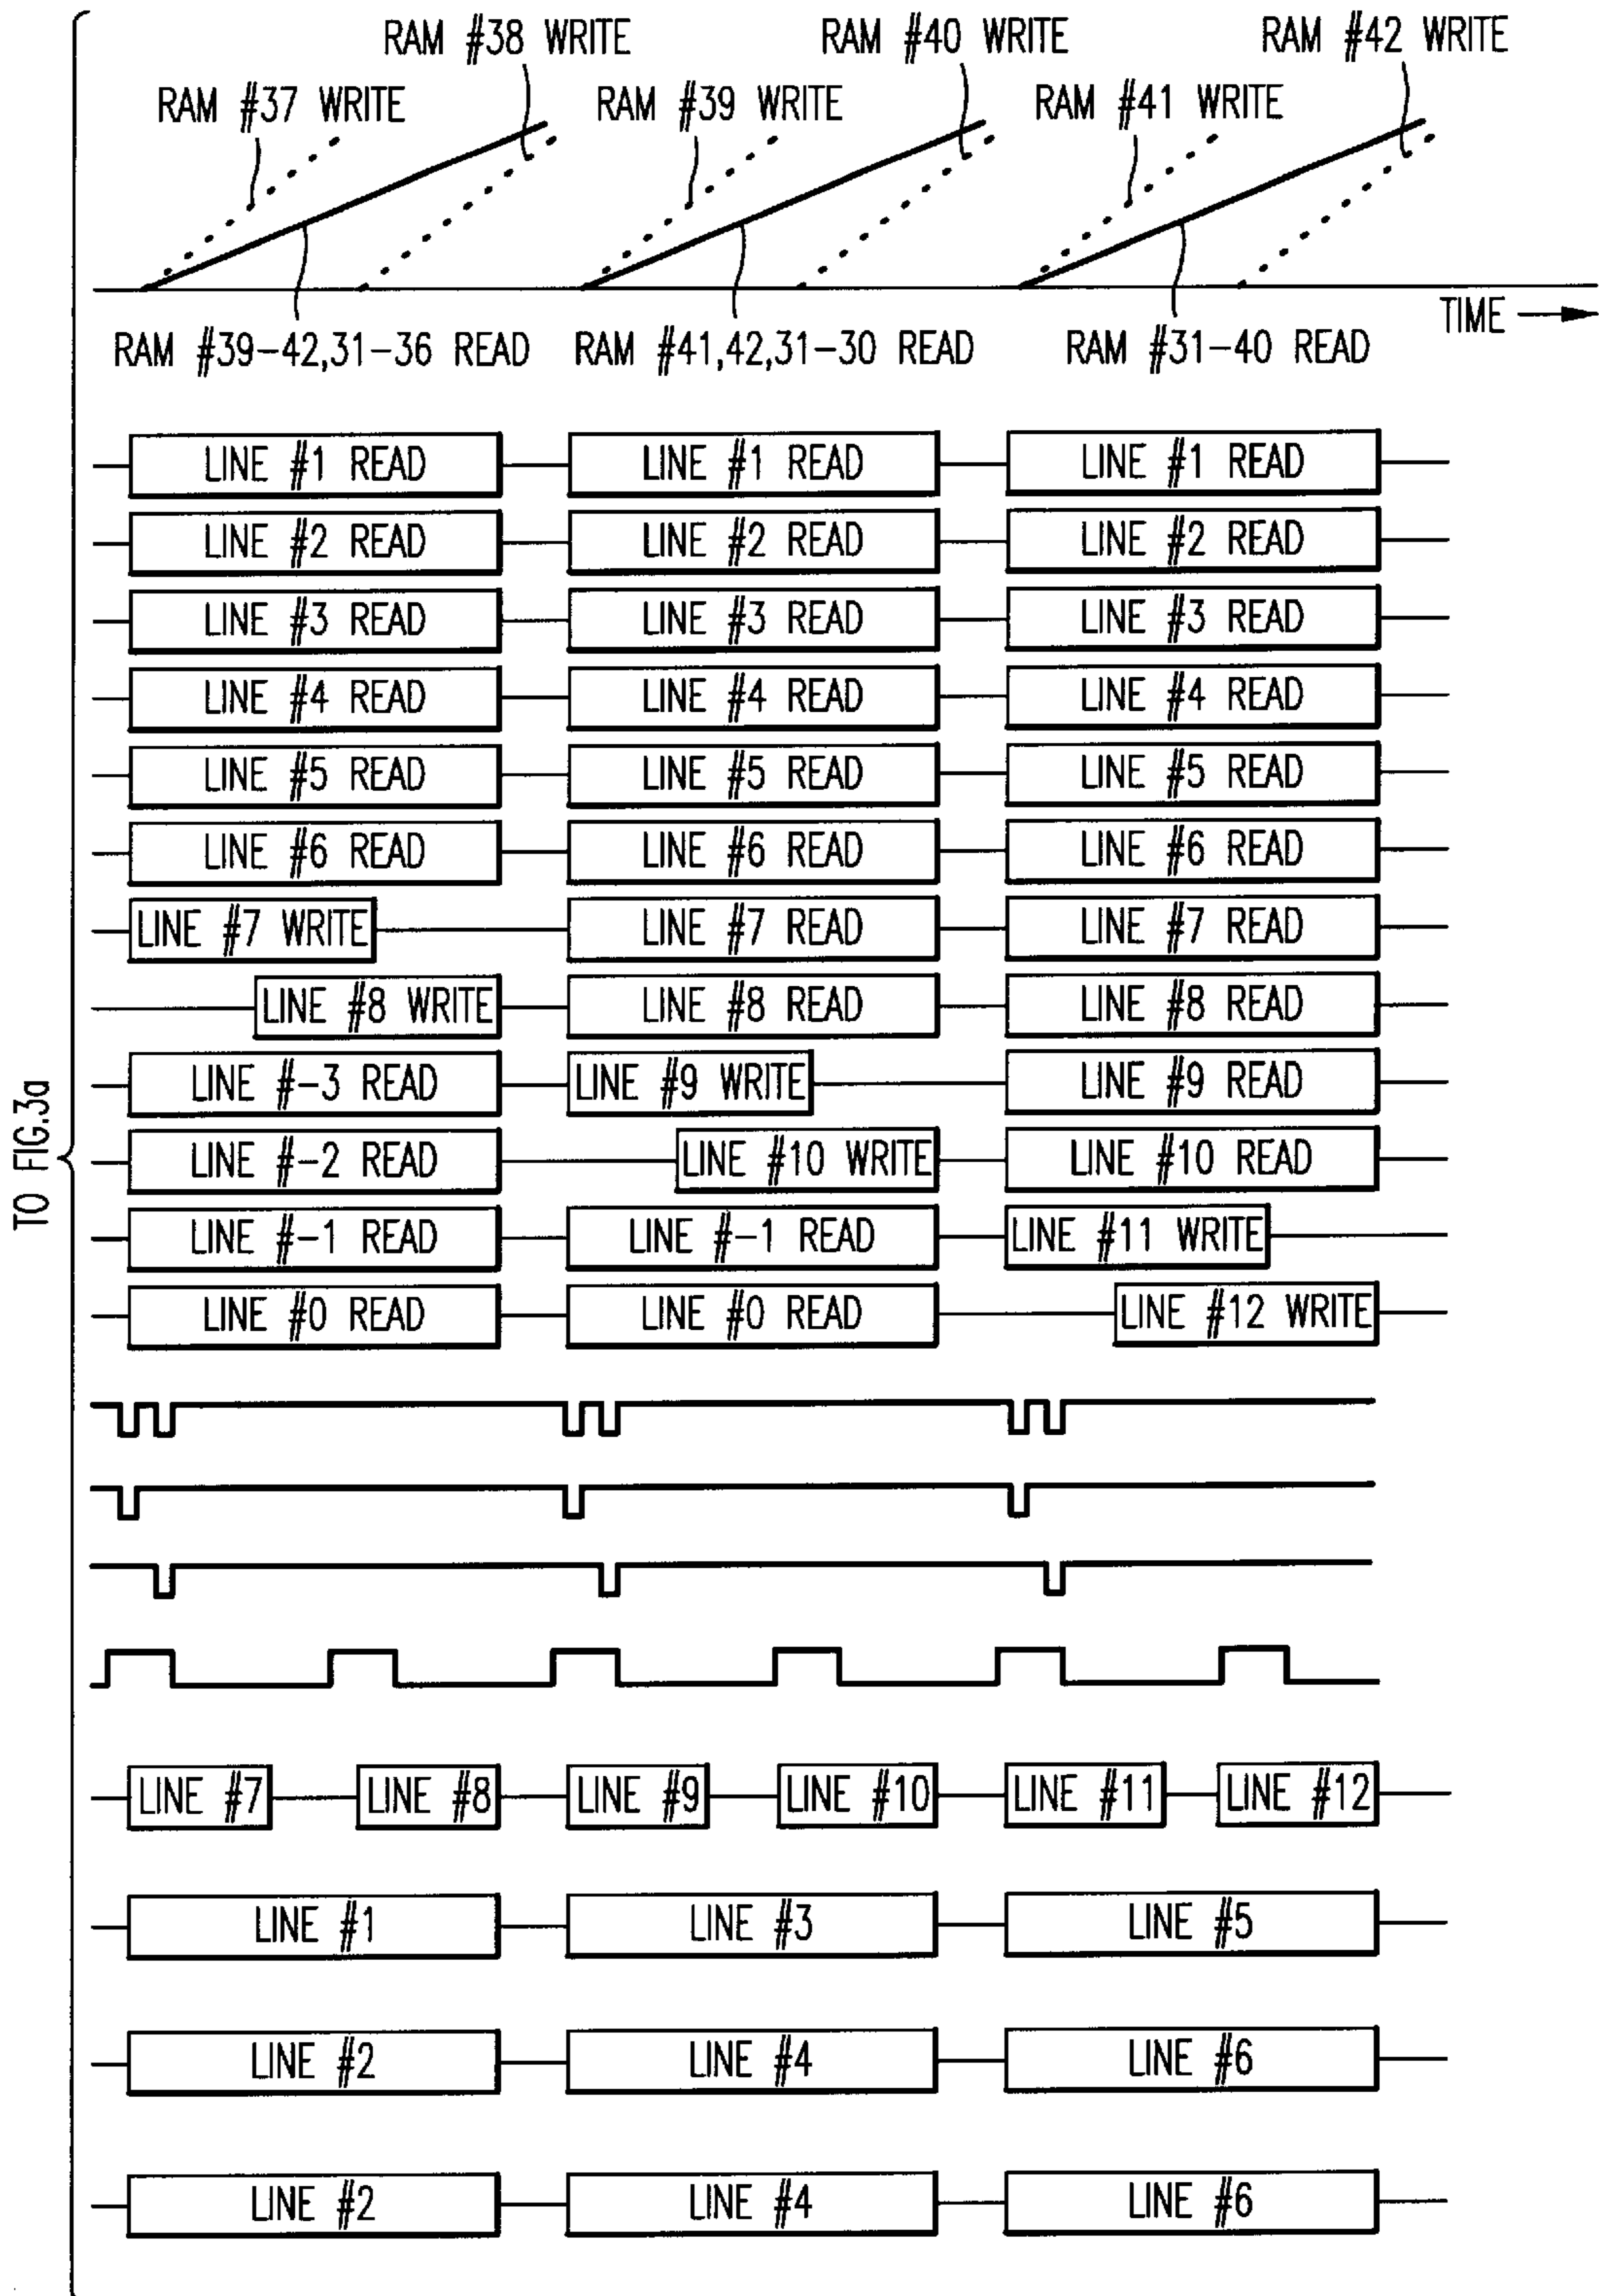 RAM #38 WRITE RAM #40 WRITE RAM #42 WRITE
RAM #37 WRITE RAM #39 WRITE RAM #41 WRITE
TIME
RAM #39-42,31-36 READ RAM #41,42,31-30 READ RAM #31-40 READ
LINE #1 READ LINE #1 READ LINE #1 READ
LINE #2 READ LINE #2 READ LINE #2 READ
LINE #3 READ LINE #3 READ LINE #3 READ
LINE #4 READ LINE #4 READ LINE #4 READ
LINE #5 READ LINE #5 READ LINE #5 READ
LINE #6 READ LINE #6 READ LINE #6 READ
LINE #7 WRITE LINE #7 READ LINE #7 READ
LINE #8 WRITE LINE #8 READ LINE #8 READ
LINE #-3 READ LINE #9 WRITE LINE #9 READ
LINE #-2 READ LINE #10 WRITE LINE #10 READ
LINE #-1 READ LINE #-1 READ LINE #11 WRITE
LINE #0 READ LINE #0 READ LINE #12 WRITE
TO FIG.3a
LINE #7 LINE #8 LINE #9 LINE #10 LINE #11 LINE #12
LINE #1 LINE #3 LINE #5
LINE #2 LINE #4 LINE #6
LINE #2 LINE #4 LINE #6